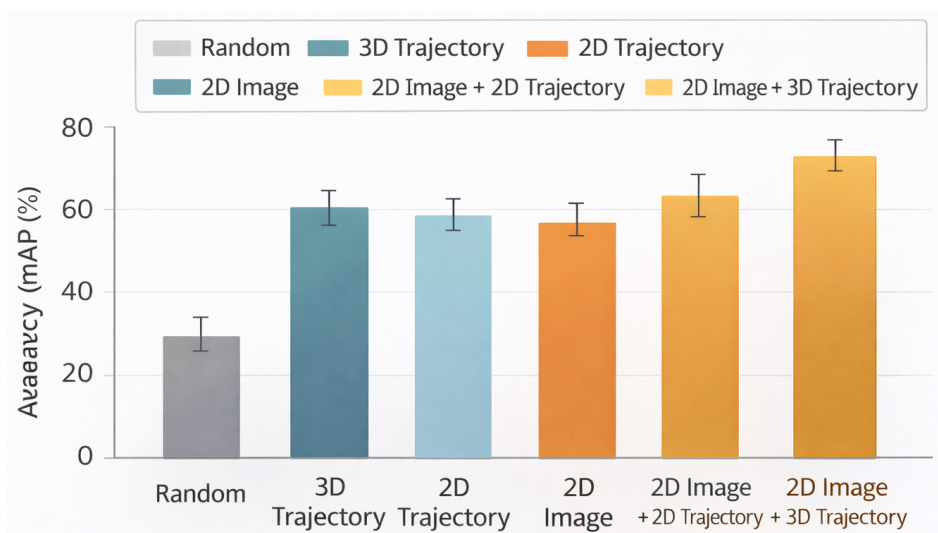 Random 3D Trajectory 2D Trajectory
2D Image 2D Image + 2D Trajectory 2D Image + 3D Trajectory
80
60
40
20
0
(mAP (%)
Random
3D Trajectory
2D Trajectory
2D Image
2D Image + 2D Trajectory
2D Image + 3D Trajectory